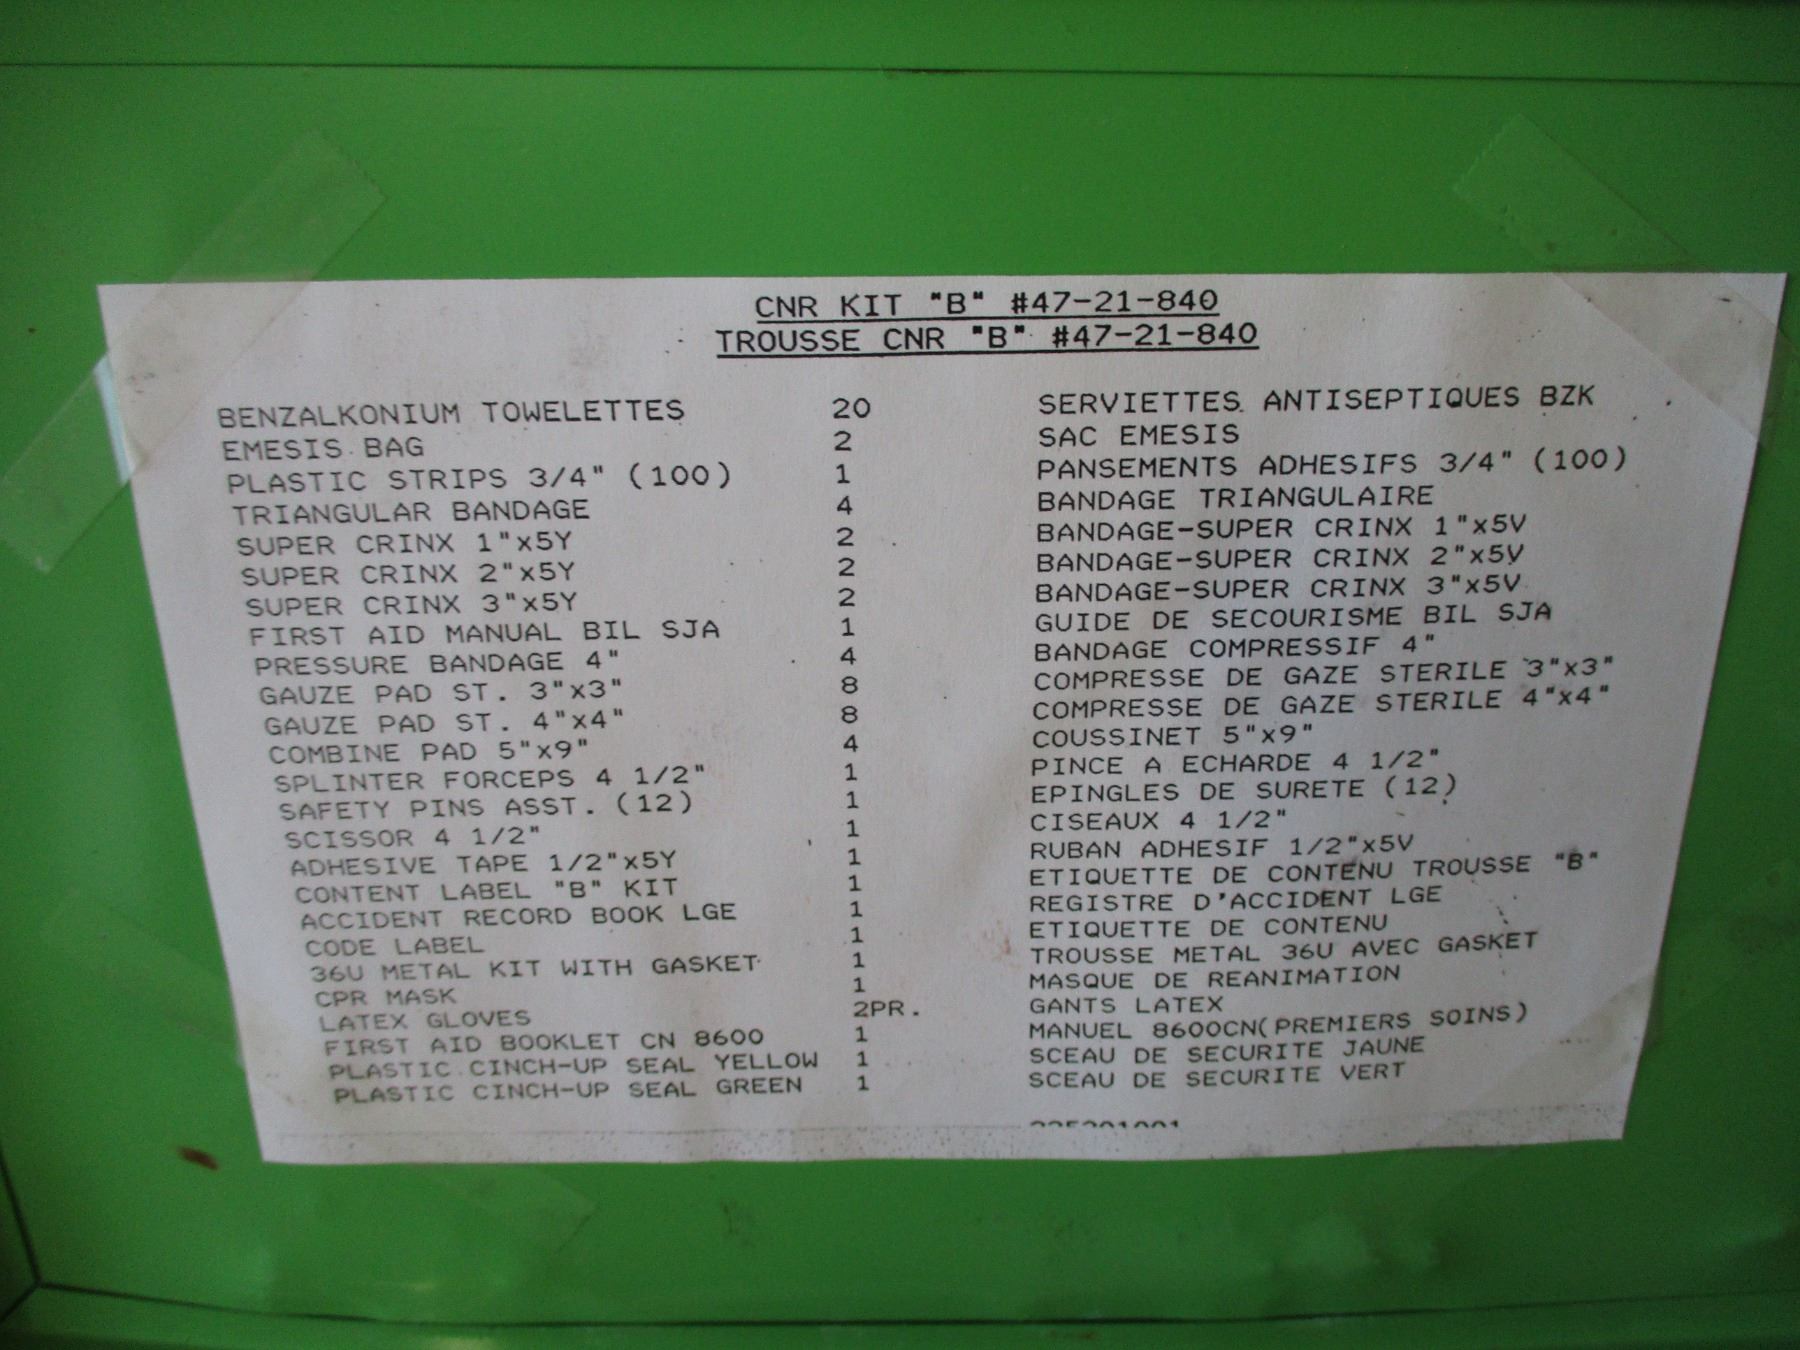 CNR KIT "B" #47-21-840
TROUSSE CNR "B" #47-21-840
BENZALKONIUM TOWELETTES 20 SERVIETTES ANTISEPTIQUES BZK
EMESIS BAG 2 SAC EMESIS
PLASTIC STRIPS 3/4" (100) 1 PANSEMENTS ADHESIFS 3/4" (100)
TRIANGULAR BANDAGE 4 BANDAGE TRIANGULAIRE
SUPER CRINX 1"x5Y 2 BANDAGE-SUPER CRINX 1"x5V
SUPER CRINX 2"x5Y 2 BANDAGE-SUPER CRINX 2"x5V
SUPER CRINX 3"x5Y 2 BANDAGE-SUPER CRINX 3"x5V
FIRST AID MANUAL BIL SJA 1 GUIDE DE SECOURISME BIL SJA
PRESSURE BANDAGE 4" 4 BANDAGE COMPRESSIF 4"
GAUZE PAD ST. 3"x3" 8 COMPRESSE DE GAZE STERILE 3"x3"
GAUZE PAD ST. 4"x4" 8 COMPRESSE DE GAZE STERILE 4"x4"
COMBINE PAD 5"x9" 4 COUSSINET 5"x9"
SPLINTER FORCEPS 4 1/2" 1 PINCE A ECHARDE 4 1/2"
SAFETY PINS ASST. (12) 1 EPINGLES DE SURETE (12)
SCISSOR 4 1/2" 1 CISEAUX 4 1/2"
ADHESIVE TAPE 1/2"x5Y 1 RUBAN ADHESIF 1/2"x5V
CONTENT LABEL "B" KIT 1 ETIQUETTE DE CONTENU TROUSSE "B"
ACCIDENT RECORD BOOK LGE 1 REGISTRE D'ACCIDENT LGE
CODE LABEL 1 ETIQUETTE DE CONTENU
36U METAL KIT WITH GASKET 1 TROUSSE METAL 36U AVEC GASKET
CPR MASK 1 MASQUE DE REANIMATION
LATEX GLOVES 2PR. GANTS LATEX
FIRST AID BOOKLET CN 8600 1 MANUEL 8600CN(PREMIERS SOINS)
PLASTIC CINCH-UP SEAL YELLOW 1 SCEAU DE SECURITE JAUNE
PLASTIC CINCH-UP SEAL GREEN 1 SCEAU DE SECURITE VERT